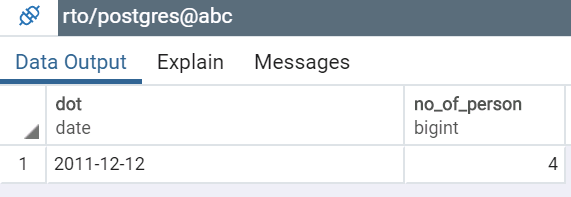 rto/postgres@abc
Data Output Explain Messages
dot no_of_person
date bigint
1 2011-12-12 4